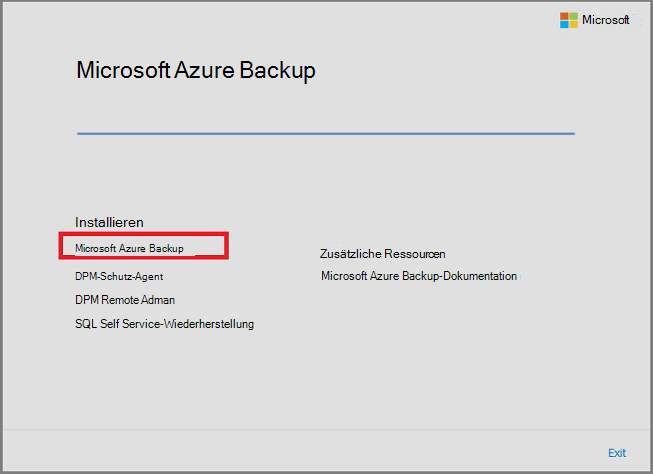 Microsoft
Microsoft Azure Backup
Installieren
Microsoft Azure Backup
DPM-Schutz-Agent
DPM Remote Adman
SQL Self Service-Wiederherstellung
Zusätzliche Ressourcen
Microsoft Azure Backup-Dokumentation
Exit